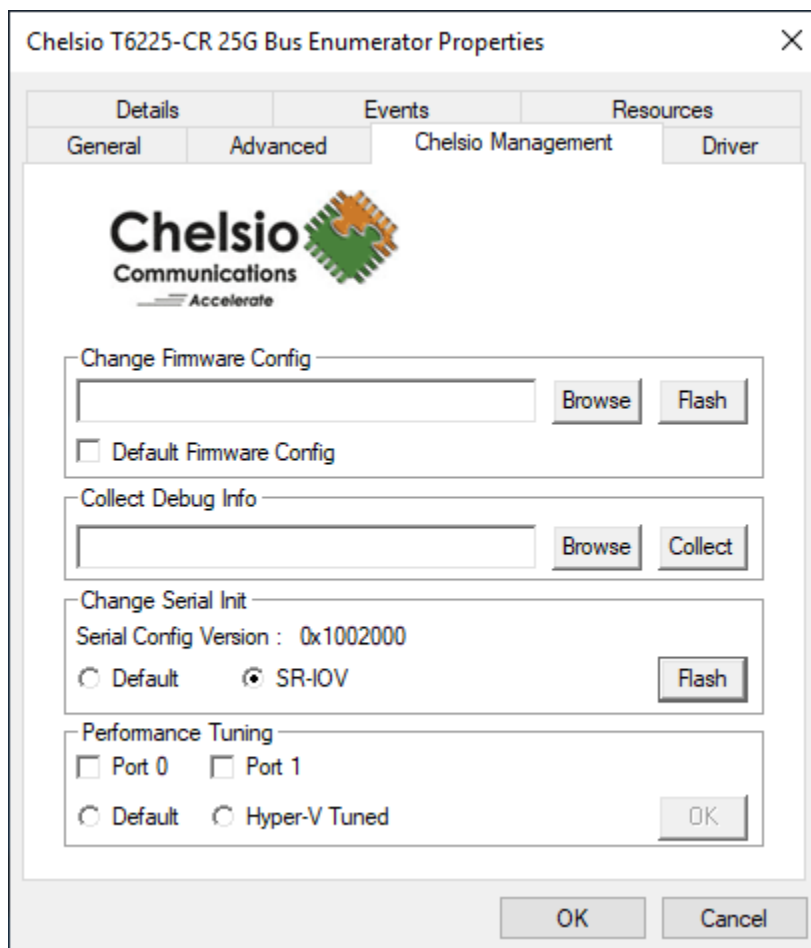 Chelsio T6225-CR 25G Bus Enumerator Properties
Details Events Resources
General Advanced Chelsio Management Driver
Chelsio
Communications
Accelerate
Change Firmware Config
Browse Flash
Default Firmware Config
Collect Debug Info
Browse Collect
Change Serial Init
Serial Config Version : 0x1002000
Default SR-IOV Flash
Performance Tuning
Port 0 Port 1
Default Hyper-V Tuned OK
OK Cancel